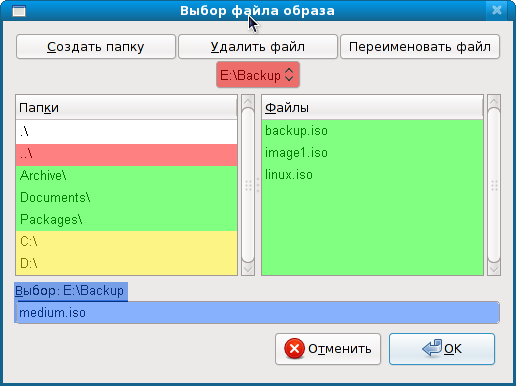 Выбор файла образа
Создать папку Удалить файл Переименовать файл
E:\Backup
Папки Файлы
.\ backup.iso
..\ image1.iso
Archive\ linux.iso
Documents\
Packages\
C:\
D:\
Выбор: E:\Backup
medium.iso
Отменить OK